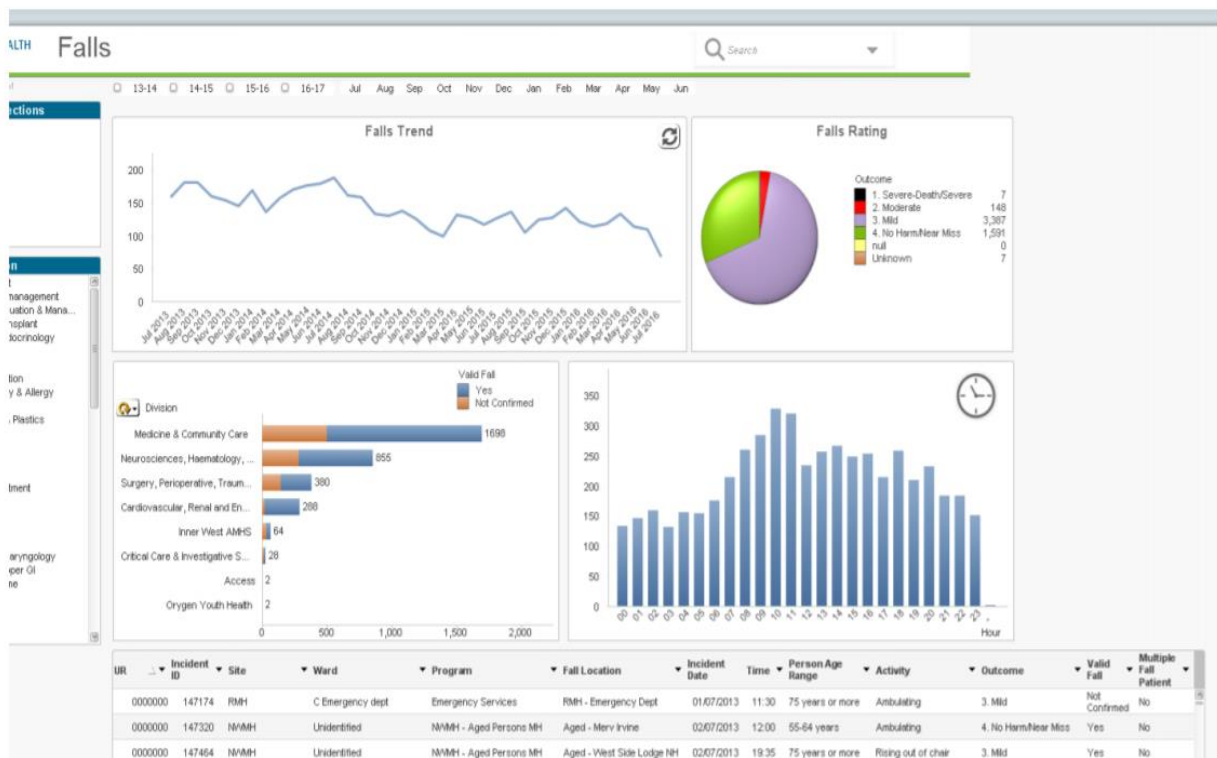 ALTH
Falls
Search
13-14 14-15 15-16 16-17 Jul Aug Sep Oct Nov Dec Jan Feb Mar Apr May Jun
ections
Falls Trend
200
150
100
50
0
Jul 2013
Aug 2013
Sep 2013
Oct 2013
Nov 2013
Dec 2013
Jan 2014
Feb 2014
Mar 2014
Apr 2014
May 2014
Jun 2014
Jul 2014
Aug 2014
Sep 2014
Oct 2014
Nov 2014
Dec 2014
Jan 2015
Feb 2015
Mar 2015
Apr 2015
May 2015
Jun 2015
Jul 2015
Aug 2015
Sep 2015
Oct 2015
Nov 2015
Dec 2015
Jan 2016
Feb 2016
Mar 2016
Apr 2016
May 2016
Jun 2016
Jul 2016
Falls Rating
Outcome
1. Severe-Death/Severe 7
2. Moderate 148
3. Mild 3,387
4. No Harm/Near Miss 1,591
null 0
Unknown 7
on
t
management
uation & Mana...
nsplant
docrinology
tion
y & Allergy
Plastics
tment
aryngology
per GI
me
Valid Fall
Yes
Not Confirmed
Division
Medicine & Community Care 1698
Neurosciences, Haematology, ... 855
Surgery, Perioperative, Traum... 380
Cardiovascular, Renal and En... 288
Inner West AMHS 64
Critical Care & Investigative S... 28
Access 2
Orygen Youth Health 2
0 500 1,000 1,500 2,000
350
300
250
200
150
100
50
0
00 01 02 03 04 05 06 07 08 09 10 11 12 13 14 15 16 17 18 19 20 21 22 23
Hour
UR Incident ID Site Ward Program Fall Location Incident Date Time Person Age Range Activity Outcome Valid Fall Multiple Fall Patient
0000000 147174 RMH C Emergency dept Emergency Services RMH - Emergency Dept 01/07/2013 11:30 75 years or more Ambulating 3. Mild Not Confirmed No
0000000 147320 NWMH Unidentified NWMH - Aged Persons MH Aged - Merv Irvine 02/07/2013 12:00 55-64 years Ambulating 4. No Harm/Near Miss Yes No
0000000 147464 NWMH Unidentified NWMH - Aged Persons MH Aged - West Side Lodge NH 02/07/2013 19:35 75 years or more Rising out of chair 3. Mild Yes No